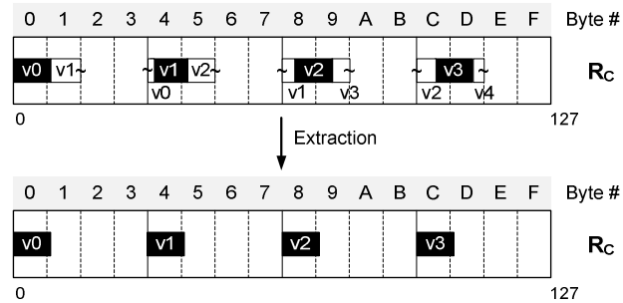 0 1 2 3 4 5 6 7 8 9 A B C D E F Byte #
v0 v1~ ~ v1 v2~ ~ v2 ~ ~ v3 ~ R_C
v0 v1 v3 v2 v4
0 127
Extraction
0 1 2 3 4 5 6 7 8 9 A B C D E F Byte #
v0 v1 v2 v3 R_C
0 127